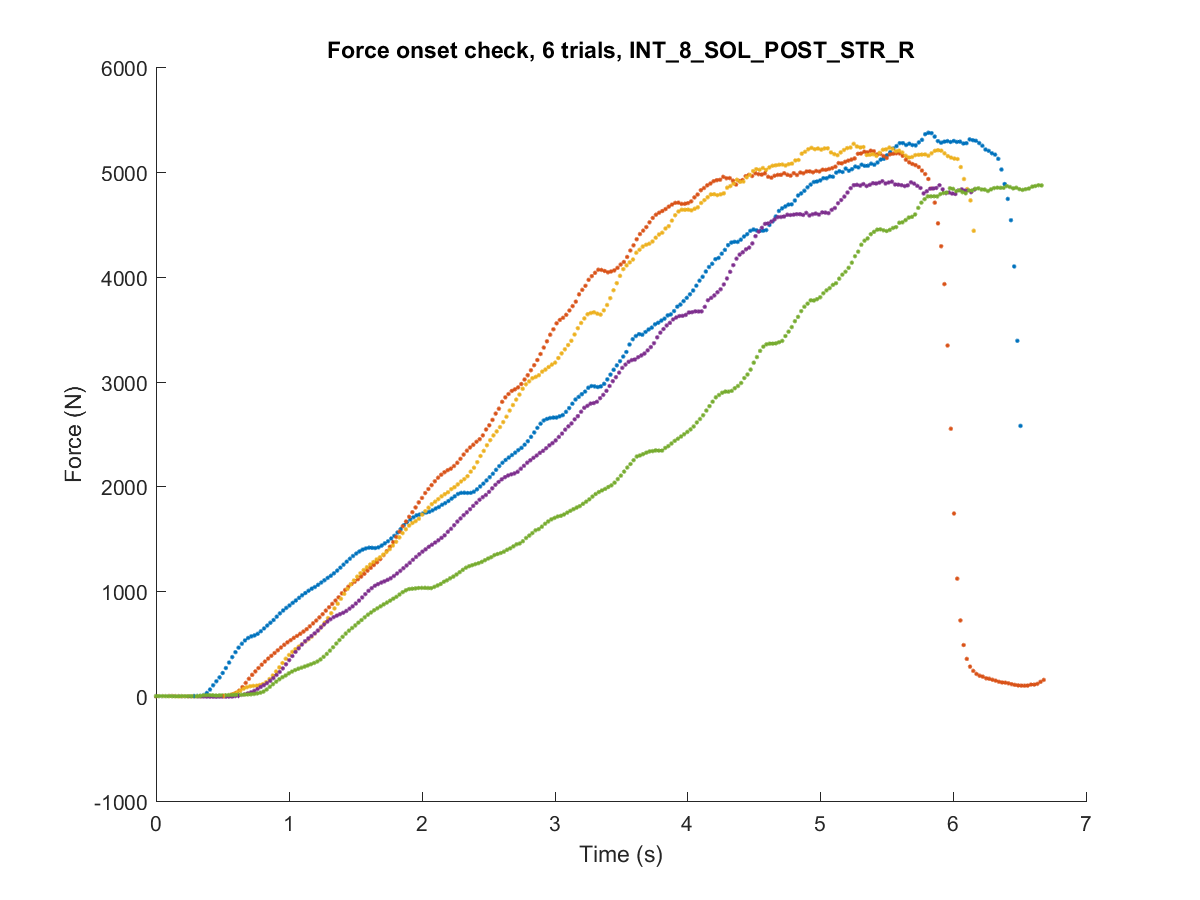 Force onset check, 6 trials, INT_8_SOL_POST_STR_R
6000
5000
4000
3000
2000
1000
0
-1000
Force (N)
0 1 2 3 4 5 6 7
Time (s)